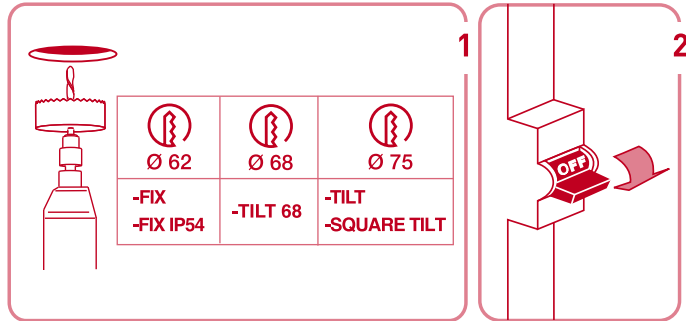 1
Ø 62
Ø 68
Ø 75
-FIX
-FIX IP54
-TILT 68
-TILT
-SQUARE TILT
2
OFF